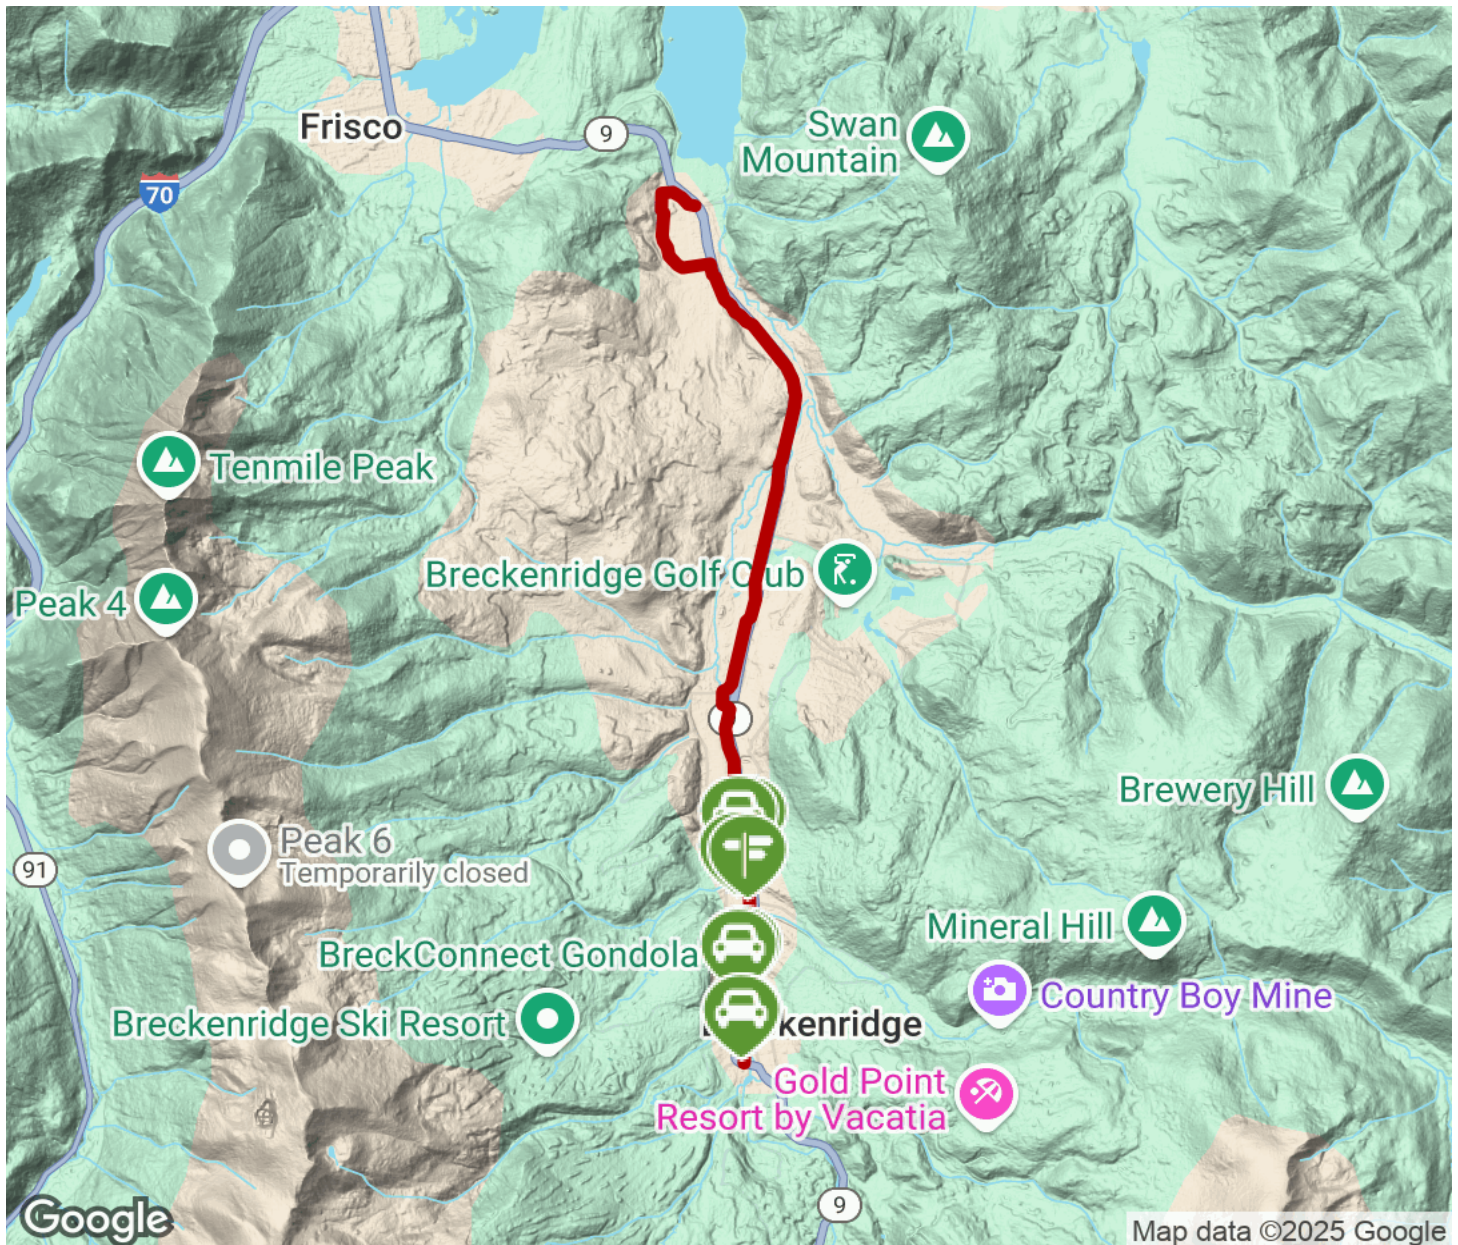 Frisco
9
Swan
Mountain
70
Tenmile Peak
Breckenridge Golf Club
Peak 4
Brewery Hill
Peak 6
Temporarily closed
91
Mineral Hill
BreckConnect Gondola
Country Boy Mine
Breckenridge Ski Resort
kenridge
Gold Point
Resort by Vacatia
9
Google
Map data ©2025 Google